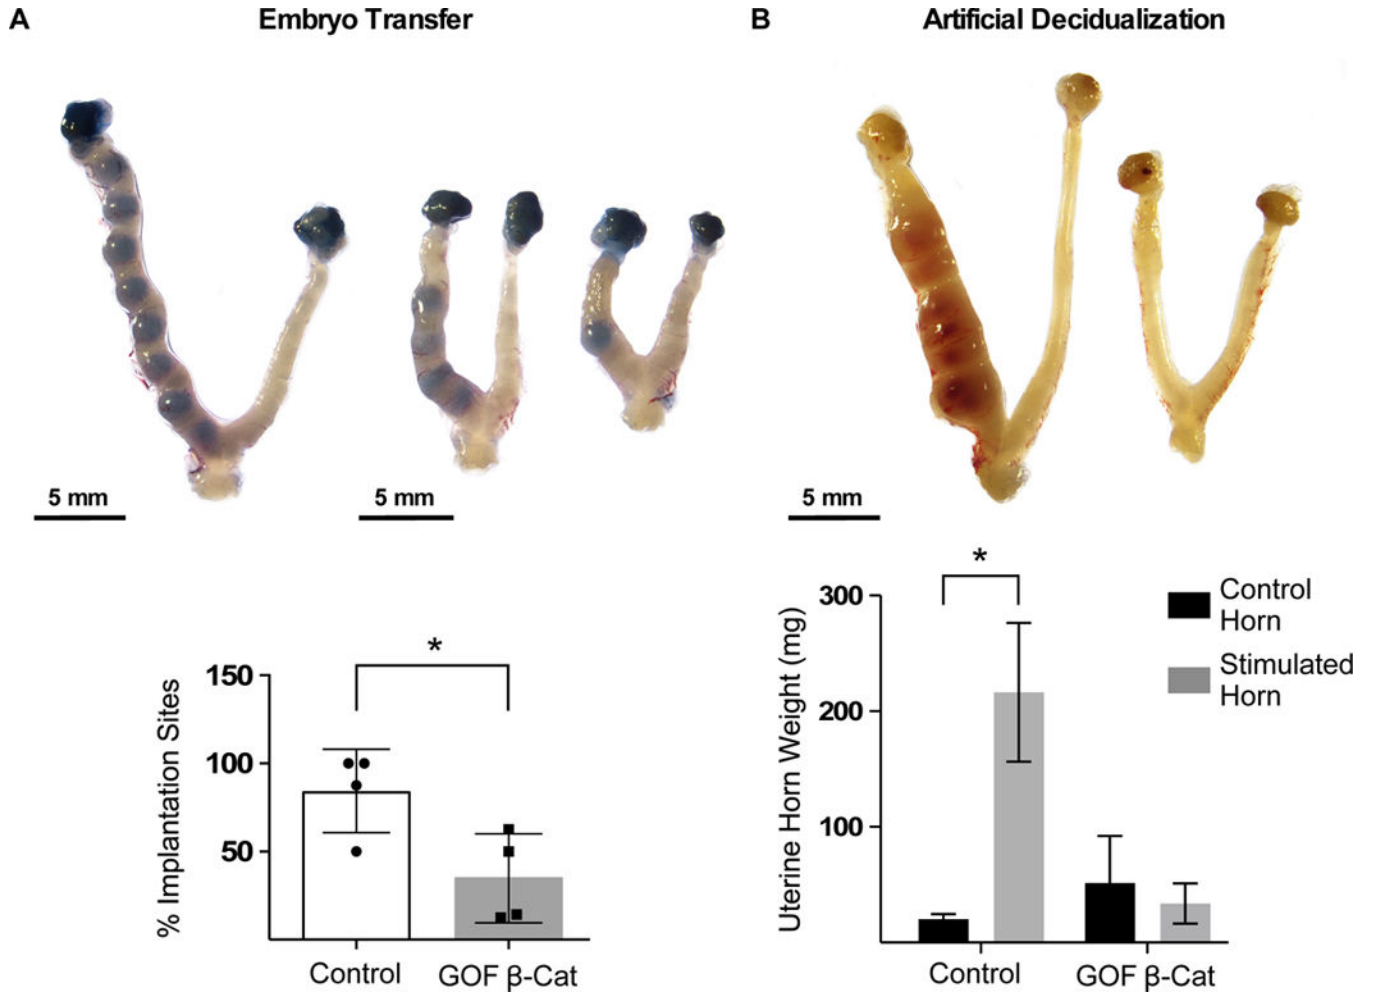 A
Embryo Transfer
B
Artificial Decidualization
5 mm
5 mm
5 mm
% Implantation Sites
150
100
50
*
Control
GOF β-Cat
Uterine Horn Weight (mg)
300
200
100
*
Control
Horn
Stimulated
Horn
Control
GOF β-Cat